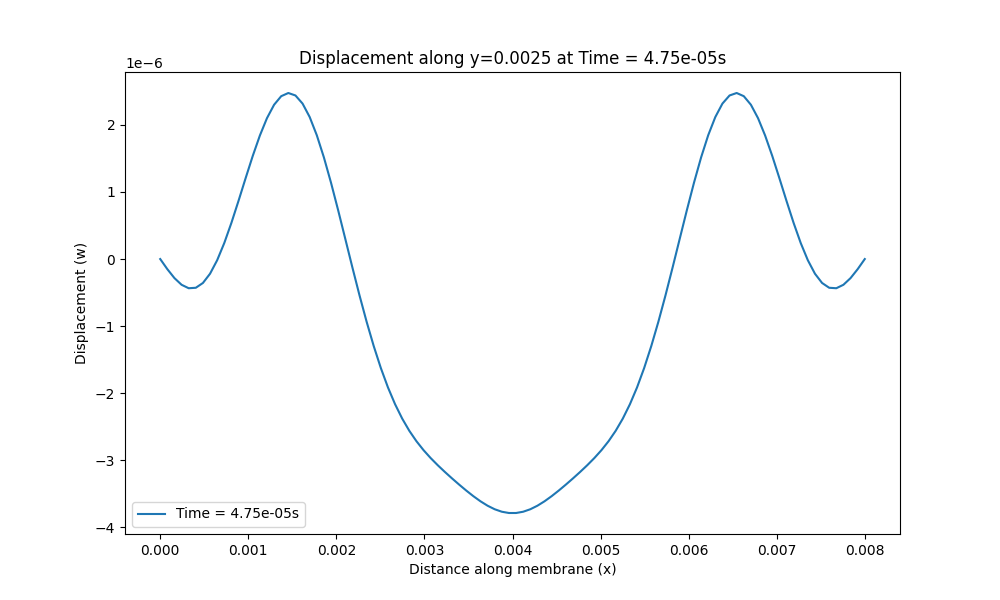 Displacement along y=0.0025 at Time = 4.75e-05s
1e−6
2
1
0
−1
−2
−3
−4
Displacement (w)
Time = 4.75e-05s
0.000 0.001 0.002 0.003 0.004 0.005 0.006 0.007 0.008
Distance along membrane (x)